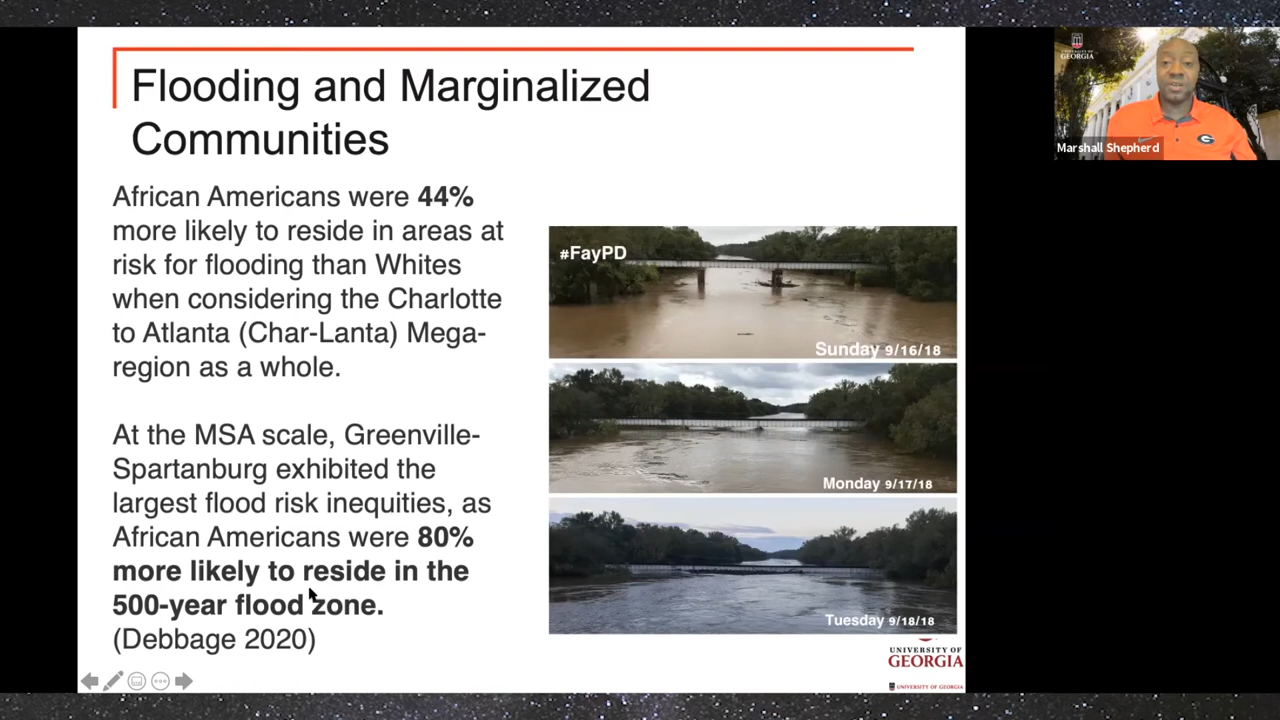 Flooding and Marginalized
Communities
African Americans were 44%
more likely to reside in areas at
risk for flooding than Whites
when considering the Charlotte
to Atlanta (Char-Lanta) Mega-
region as a whole.
At the MSA scale, Greenville-
Spartanburg exhibited the
largest flood risk inequities, as
African Americans were 80%
more likely to reside in the
500-year flood zone.
(Debbage 2020)
#FayPD
Sunday 9/16/18
Monday 9/17/18
Tuesday 9/18/18
UNIVERSITY OF
GEORGIA
UNIVERSITY OF GEORGIA
UNIVERSITY OF
GEORGIA
G
Marshall Shepherd